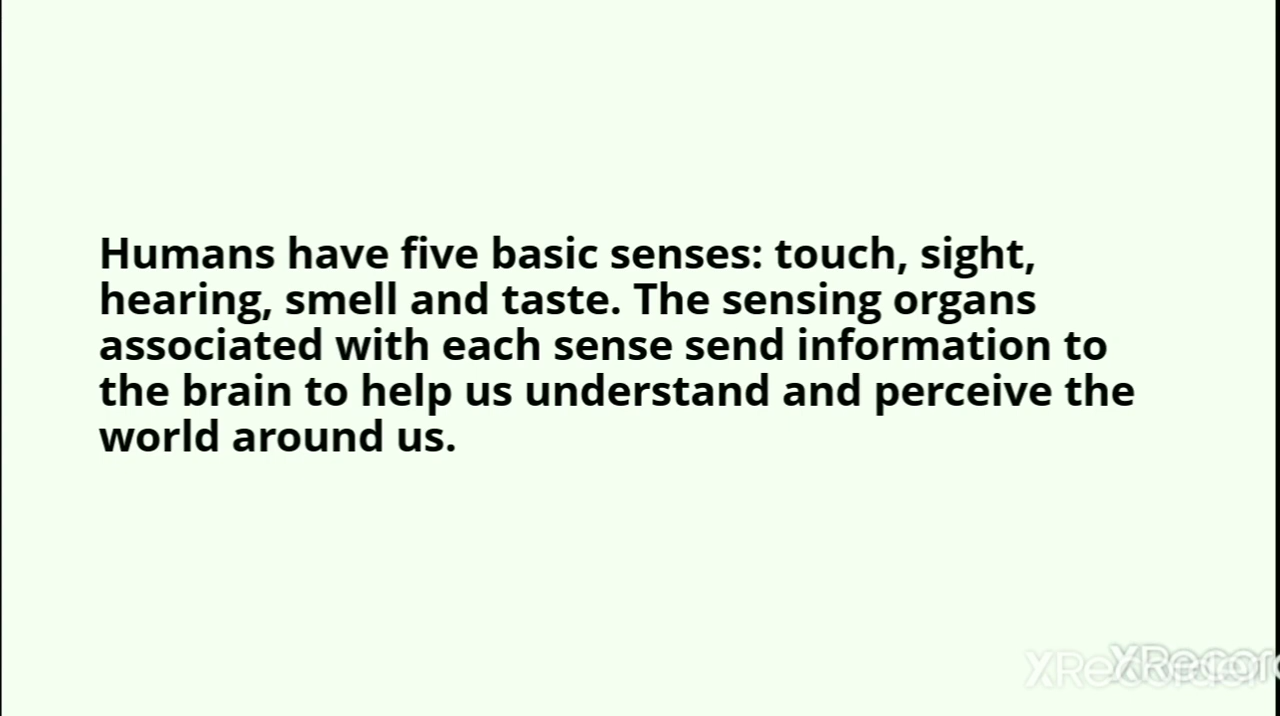 Humans have five basic senses: touch, sight,
hearing, smell and taste. The sensing organs
associated with each sense send information to
the brain to help us understand and perceive the
world around us.
XRecorder